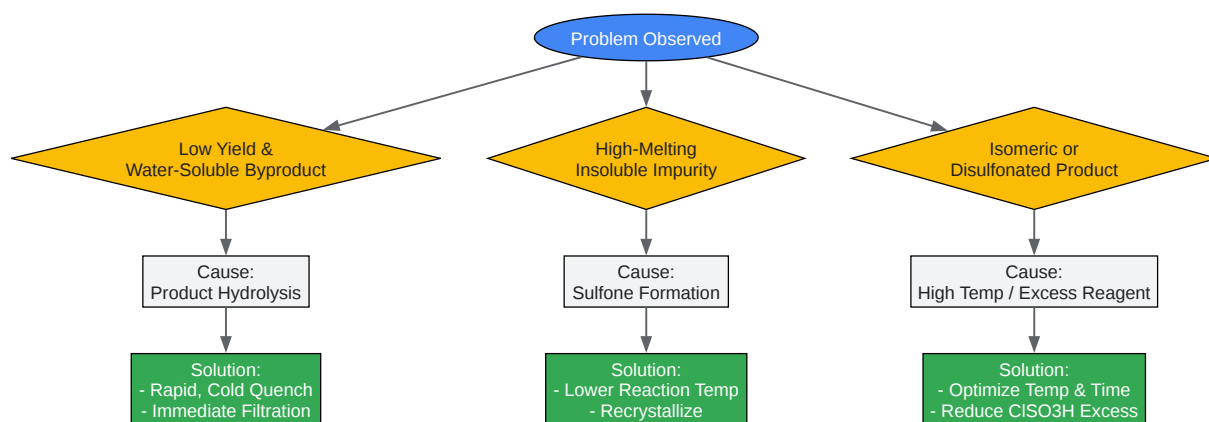 Problem Observed
Low Yield &
Water-Soluble Byproduct
High-Melting
Insoluble Impurity
Isomeric or
Disulfonated Product
Cause:
Product Hydrolysis
Cause:
Sulfone Formation
Cause:
High Temp / Excess Reagent
Solution:
- Rapid, Cold Quench
- Immediate Filtration
Solution:
- Lower Reaction Temp
- Recrystallize
Solution:
- Optimize Temp & Time
- Reduce ClSO3H Excess